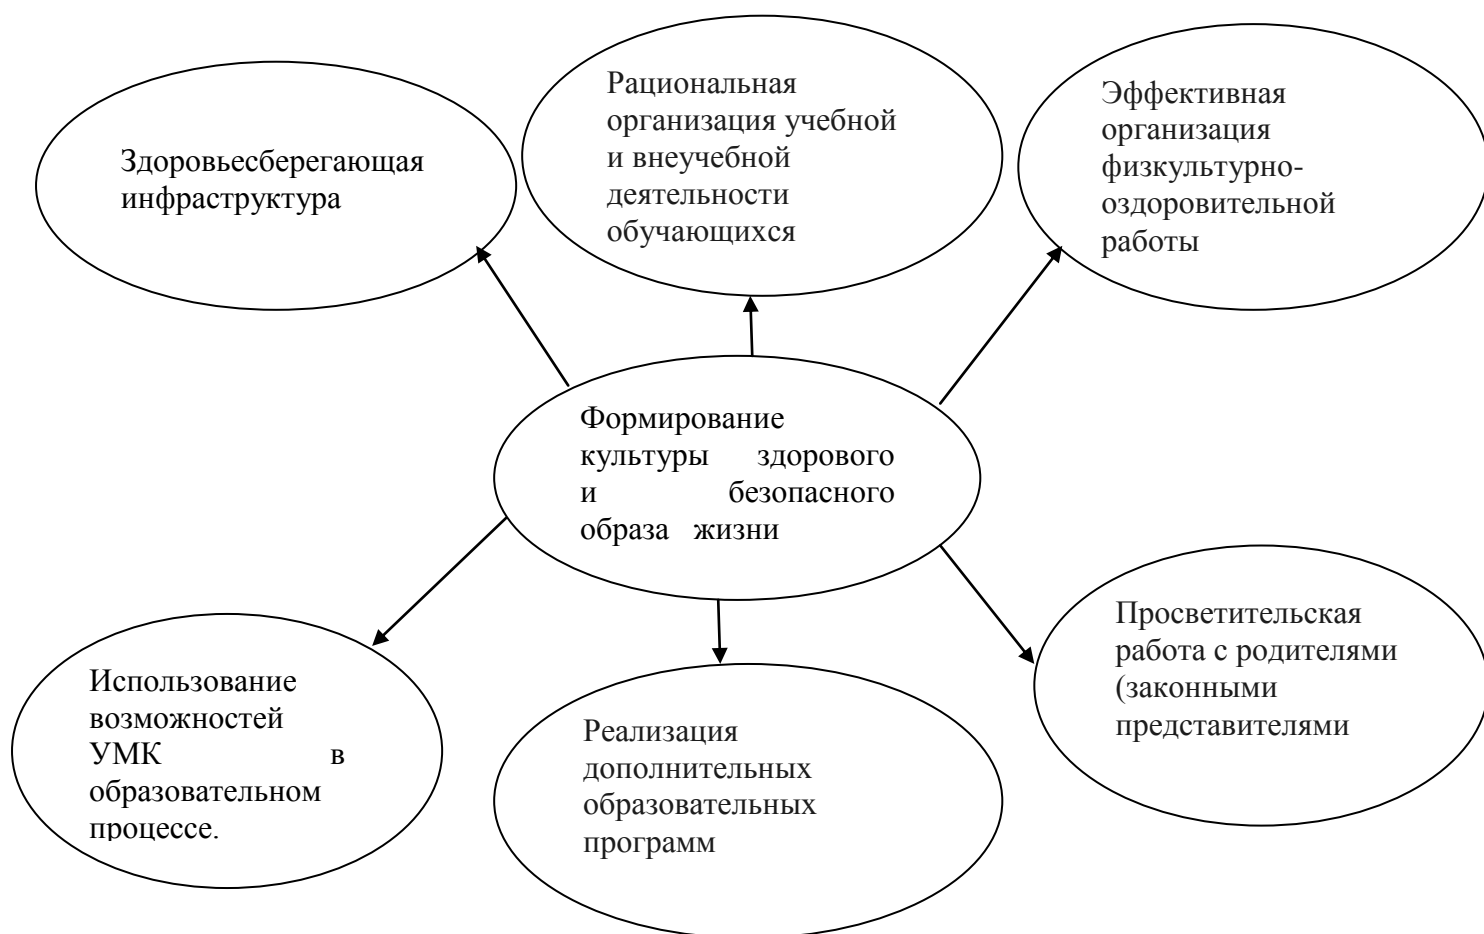 Здоровьесберегающая
инфраструктура
Рациональная
организация учебной
и внеучебной
деятельности
обучающихся
Эффективная
организация
физкультурно-
оздоровительной
работы
Формирование
культуры здорового
и безопасного
образа жизни
Использование
возможностей
УМК в
образовательном
процессе.
Реализация
дополнительных
образовательных
программ
Просветительская
работа с родителями
(законными
представителями